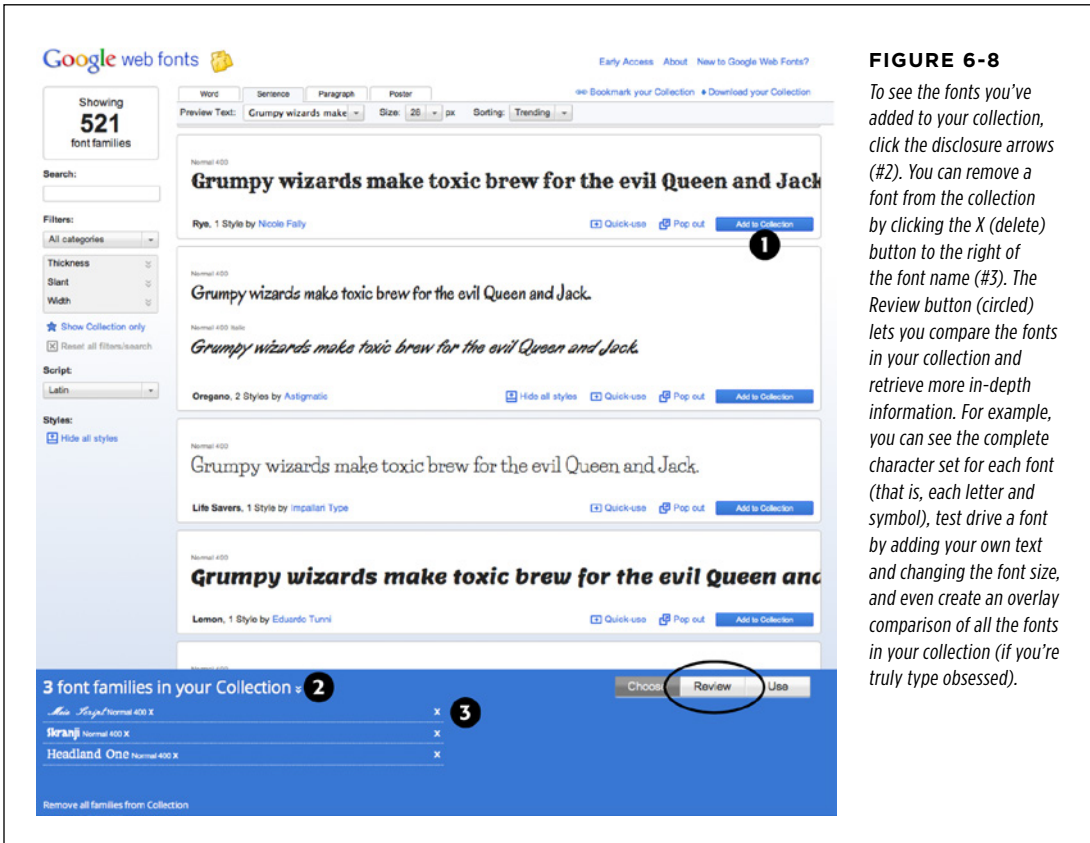 Google web fonts
Early Access About New to Google Web Fonts?
Showing
521
font families
Word Sentence Paragraph Poster
Bookmark your Collection Download your Collection
Preview Text: Grumpy wizards make Size: 28 px Sorting: Trending
Search:
Filters:
All categories
Thickness
Slant
Width
Show Collection only
Reset all filters/search
Script:
Latin
Styles:
Hide all styles
Normal 400
Grumpy wizards make toxic brew for the evil Queen and Jack
Rye, 1 Style by Nicole Fally Quick-use Pop out Add to Collection
1
Normal 400
Grumpy wizards make toxic brew for the evil Queen and Jack.
Normal 400 Italic
Grumpy wizards make toxic brew for the evil Queen and Jack.
Oregano, 2 Styles by Astigmatic Hide all styles Quick-use Pop out Add to Collection
Normal 400
Grumpy wizards make toxic brew for the evil Queen and Jack.
Life Savers, 1 Style by Impallari Type Quick-use Pop out Add to Collection
Normal 400
Grumpy wizards make toxic brew for the evil Queen and
Lemon, 1 Style by Eduardo Tunni Quick-use Pop out Add to Collection
Normal 400
3 font families in your Collection 2
Choose Review Use
Script Normal 400 X X 3
Skranji Normal 400 X X
Headland One Normal 400 X X
Remove all families from Collection
FIGURE 6-8
To see the fonts you've
added to your collection,
click the disclosure arrows
(#2). You can remove a
font from the collection
by clicking the X (delete)
button to the right of
the font name (#3). The
Review button (circled)
lets you compare the fonts
in your collection and
retrieve more in-depth
information. For example,
you can see the complete
character set for each font
(that is, each letter and
symbol), test drive a font
by adding your own text
and changing the font size,
and even create an overlay
comparison of all the fonts
in your collection (if you're
truly type obsessed).